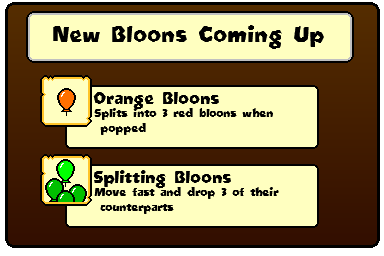 New Bloons Coming Up
Orange Bloons
Splits into 3 red bloons when
popped
Splitting Bloons
Move fast and drop 3 of their
counterparts